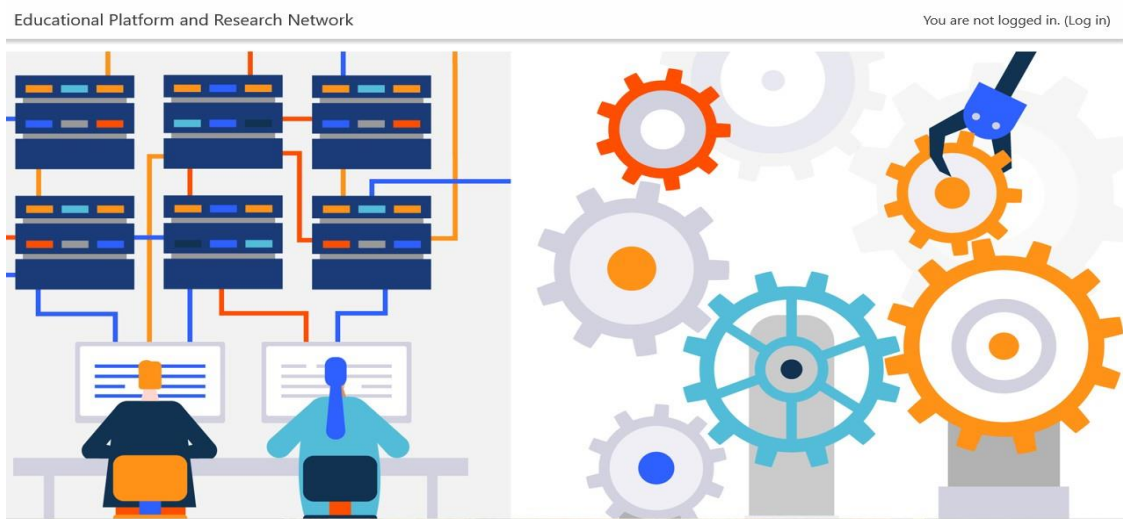 Educational Platform and Research Network
You are not logged in. (Log in)